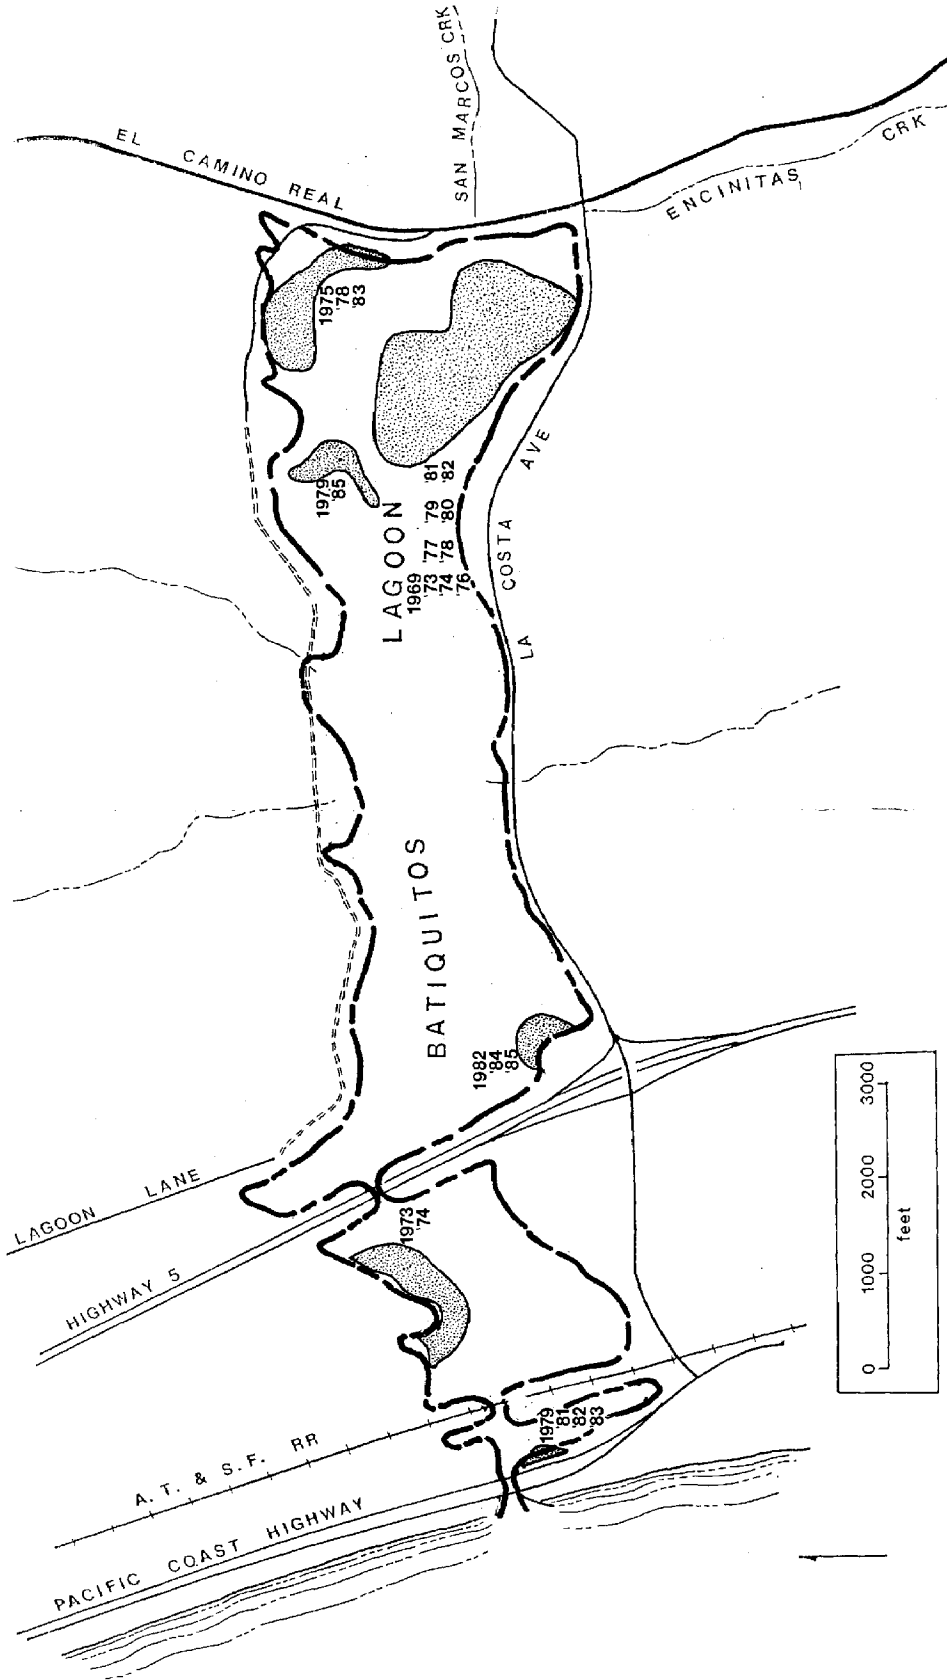 EL CAMINO REAL
SAN MARCOS CRK
ENCINITAS CRK
1975
'78
'83
1979
'85
LAGOON
1969
'73 '77 '79 '81
'74 '78 '80 '82
'76
LA COSTA AVE
BATIQUITOS
1982
'84
'85
LAGOON LANE
HIGHWAY 5
1973
'74
A. T. & S.F. RR
1979
'81
'82
'83
PACIFIC COAST HIGHWAY
0 1000 2000 3000
feet